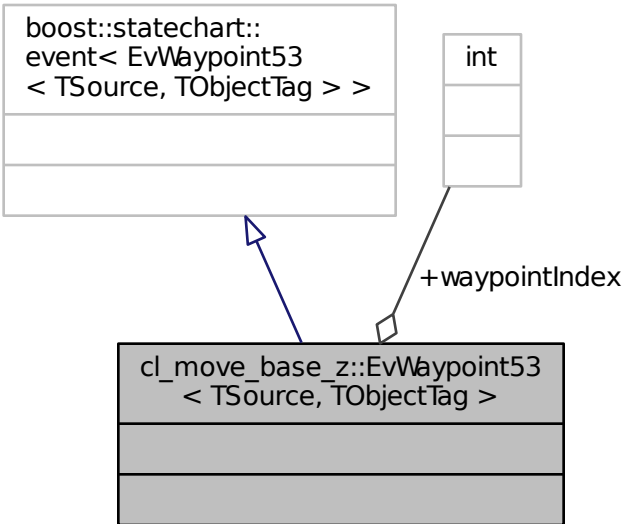 boost::statechart::
event< EvWaypoint53
< TSource, TObjectTag > >
int
+waypointIndex
cl_move_base_z::EvWaypoint53
< TSource, TObjectTag >